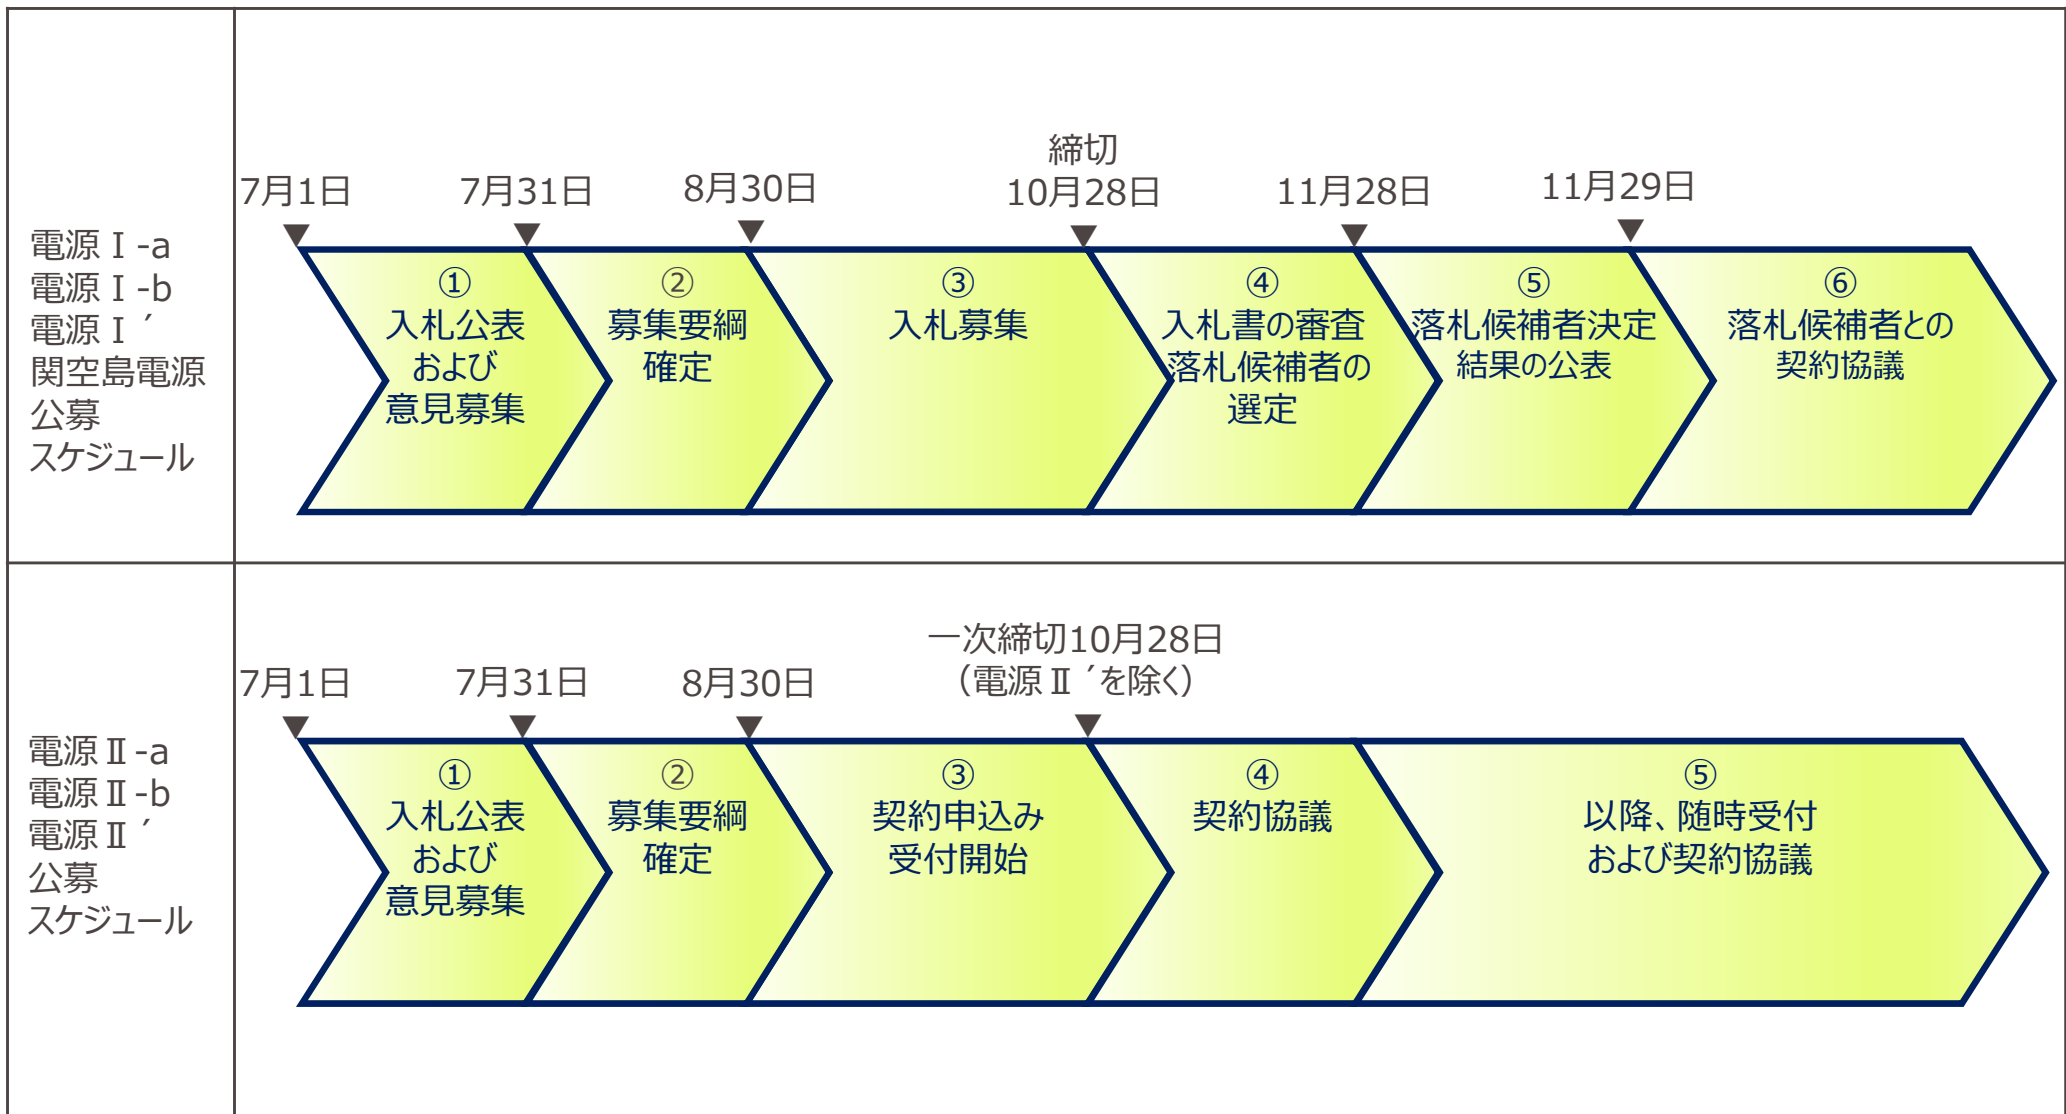 電源Ⅰ-a
電源Ⅰ-b
電源Ⅰ´
関空島電源
公募
スケジュール
7月1日
7月31日
8月30日
締切
10月28日
11月28日
11月29日
①
入札公表
および
意見募集
②
募集要綱
確定
③
入札募集
④
入札書の審査
落札候補者の
選定
⑤
落札候補者決定
結果の公表
⑥
落札候補者との
契約協議
電源Ⅱ-a
電源Ⅱ-b
電源Ⅱ´
公募
スケジュール
7月1日
7月31日
8月30日
一次締切10月28日
（電源Ⅱ´を除く）
①
入札公表
および
意見募集
②
募集要綱
確定
③
契約申込み
受付開始
④
契約協議
⑤
以降、随時受付
および契約協議